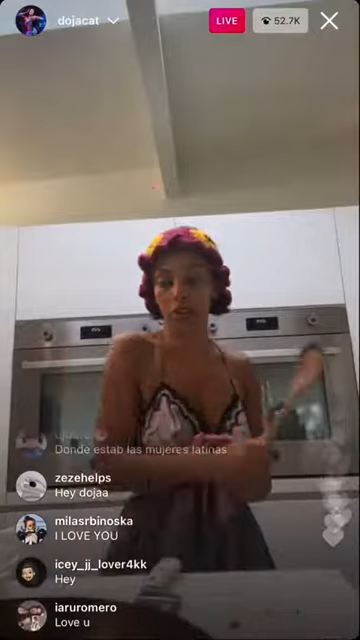 dojacat
LIVE
52.7K
Donde estab las mujeres latinas
zezehelps
Hey dojaa
milasrbinoska
I LOVE YOU
icey_jj_lover4kk
Hey
iaruromero
Love u